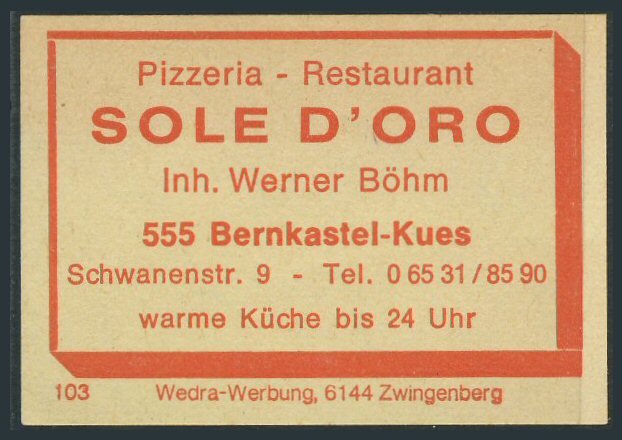 Pizzeria - Restaurant
SOLE D'ORO
Inh. Werner Böhm
555 Bernkastel-Kues
Schwanenstr. 9 - Tel. 0 65 31 / 85 90
warme Küche bis 24 Uhr
103 Wedra-Werbung, 6144 Zwingenberg